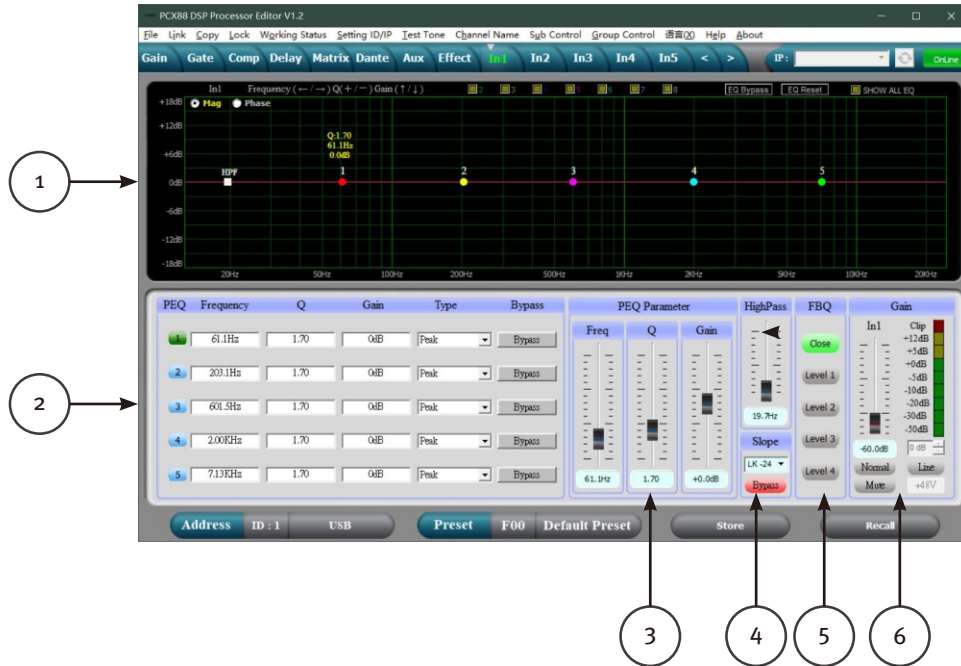 PCX88 DSP Processor Editor V1.2
File Link Copy Lock Working Status Setting ID/IP Test Tone Channel Name Sub Control Group Control 语言(X) Help About
Gain Gate Comp Delay Matrix Dante Aux Effect In1 In2 In3 In4 In5 < > IP : OnLine
In1 Frequency (←/→) Q(+/−) Gain (↑/↓) 2 3 5 6 7 8 EQ Bypass EQ Reset SHOW ALL EQ
+18dB Mag Phase
+12dB
Q:1.70
61.1Hz
+6dB 0.0dB
HPF 1 2 3 4 5
0dB
-6dB
-12dB
-18dB
20Hz 50Hz 100Hz 200Hz 500Hz 1KHz 2KHz 5KHz 10KHz 20KHz
PEQ Frequency Q Gain Type Bypass
1 61.1Hz 1.70 0dB Peak Bypass
2 203.1Hz 1.70 0dB Peak Bypass
3 601.5Hz 1.70 0dB Peak Bypass
4 2.00KHz 1.70 0dB Peak Bypass
5 7.13KHz 1.70 0dB Peak Bypass
PEQ Parameter
Freq Q Gain
61.1Hz 1.70 +0.0dB
HighPass
19.7Hz
Slope
LK -24
Bypass
FBQ
Close
Level 1
Level 2
Level 3
Level 4
Gain
In1 Clip
+12dB
+5dB
+0dB
-5dB
-10dB
-20dB
-30dB
-50dB
-60.0dB 0 dB
Normal Line
Mute +48V
Address ID : 1 USB Preset F00 Default Preset Store Recall
1
2
3 4 5 6